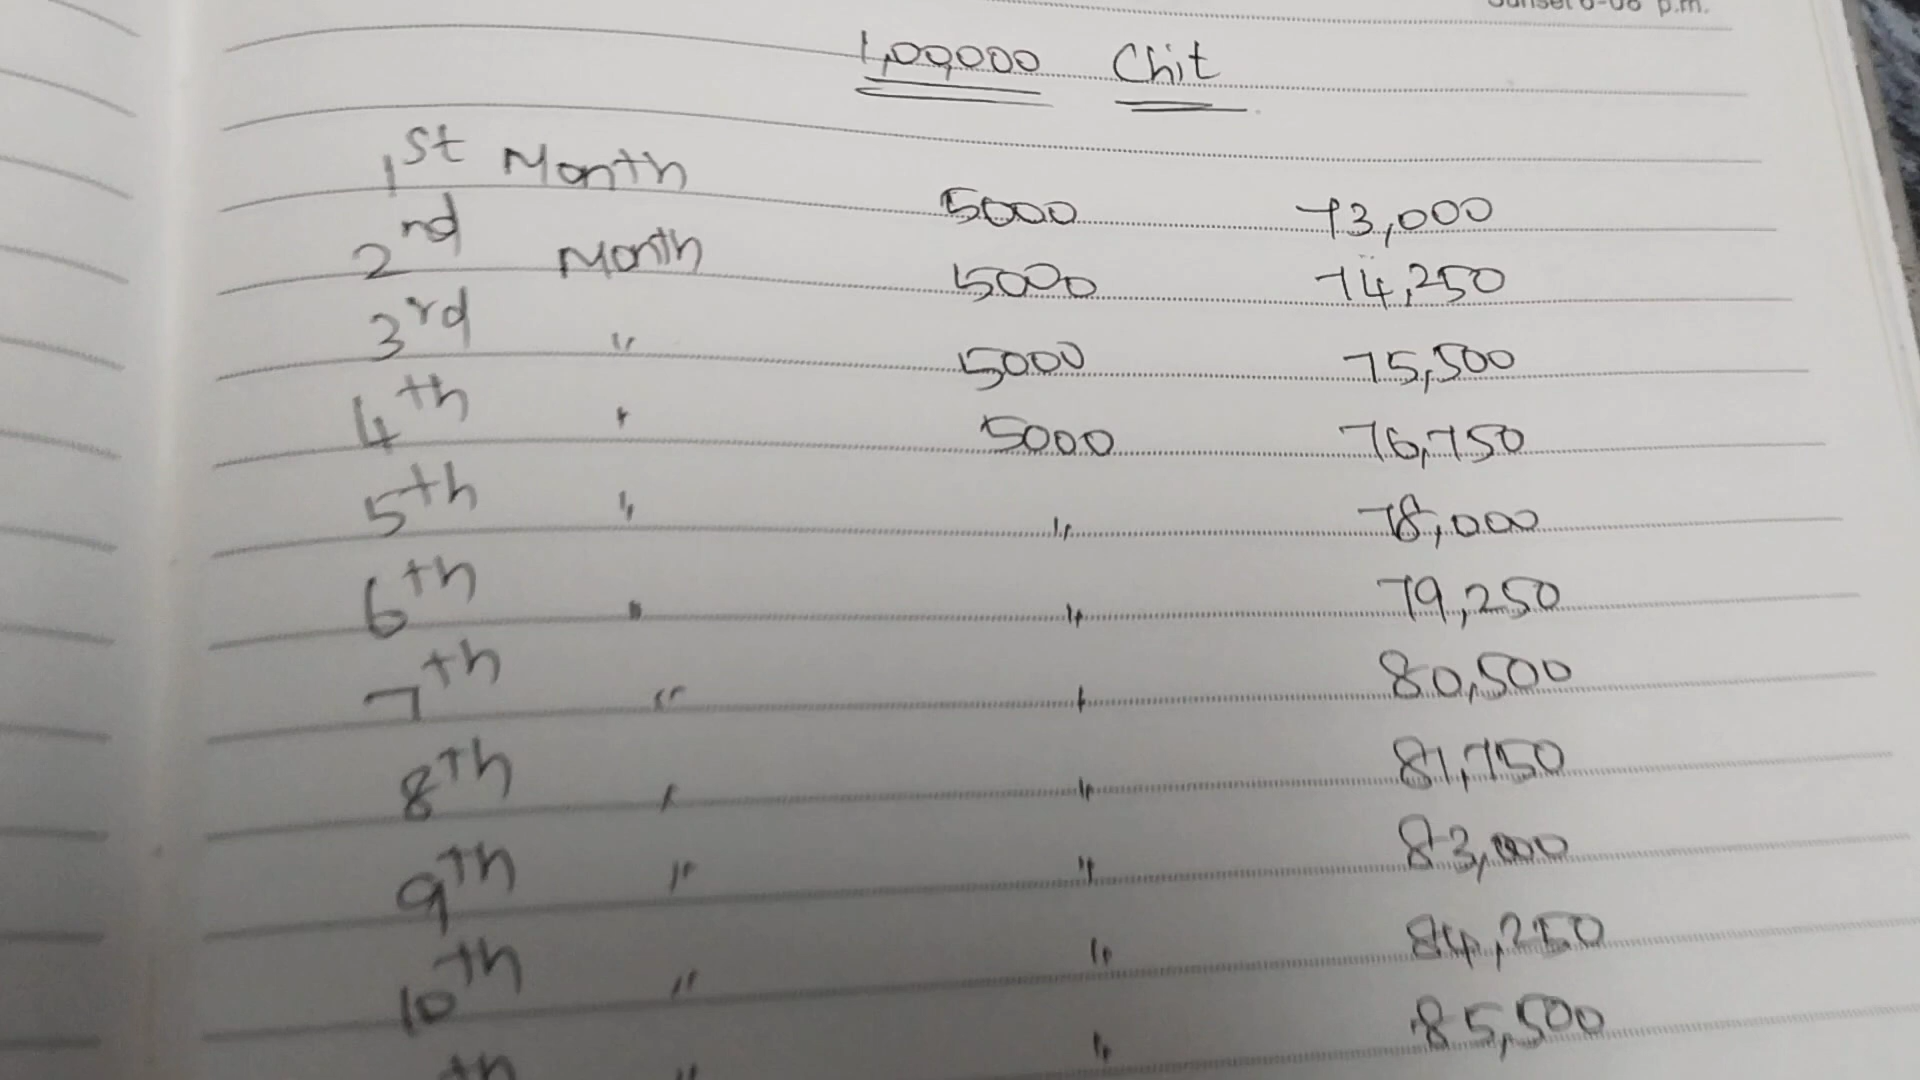 p.m.
1,00,000 Chit
1st Month 5000 73,000
2nd Month 5000 74,250
3rd " 5000 75,500
4th " 5000 76,750
5th " " 78,000
6th " " 79,250
7th " " 80,500
8th " " 81,750
9th " " 83,000
10th " " 84,250
th " " 85,500